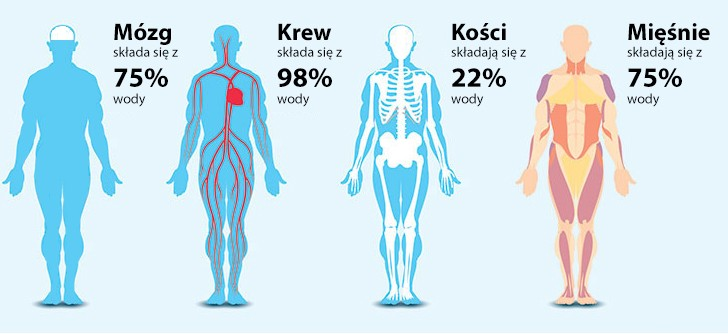 Mózg
składa się z
75%
wody
Krew
składa się z
98%
wody
Kości
składają się z
22%
wody
Mięśnie
składają się z
75%
wody